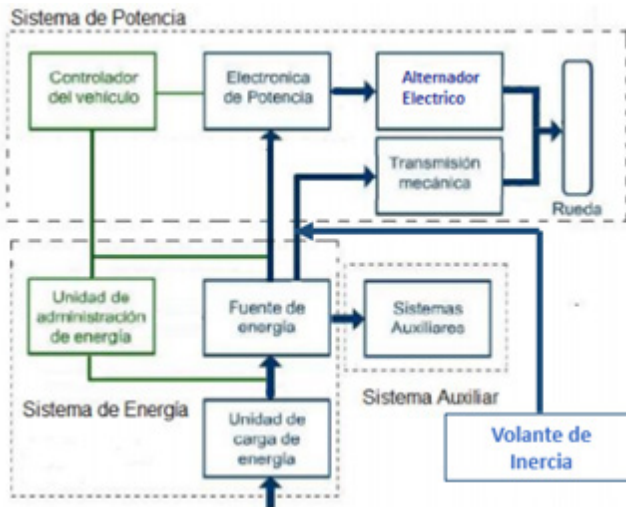 Sistema de Potencia
Controlador
del vehículo
Electronica
de Potencia
Alternador
Electrico
Transmisión
mecánica
Rueda
Unidad de
administración
de energía
Fuente de
energía
Sistemas
Auxiliares
Sistema de Energía
Sistema Auxiliar
Unidad de
carga de
energía
Volante de
Inercia